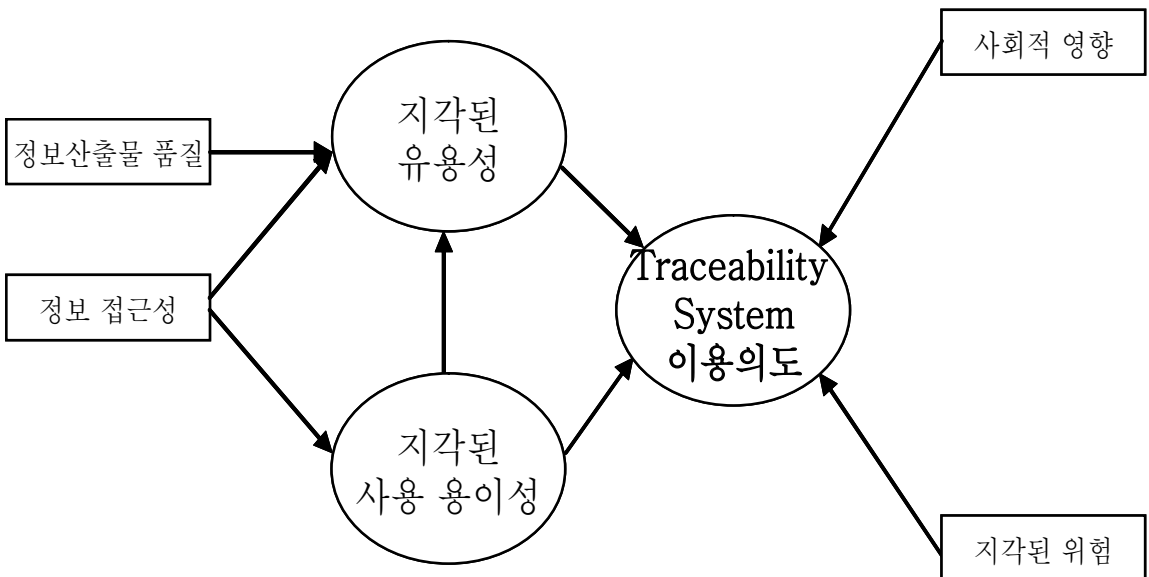 사회적 영향
지각된
유용성
정보산출물 품질
Traceability
System
이용의도
정보 접근성
지각된
사용 용이성
지각된 위험